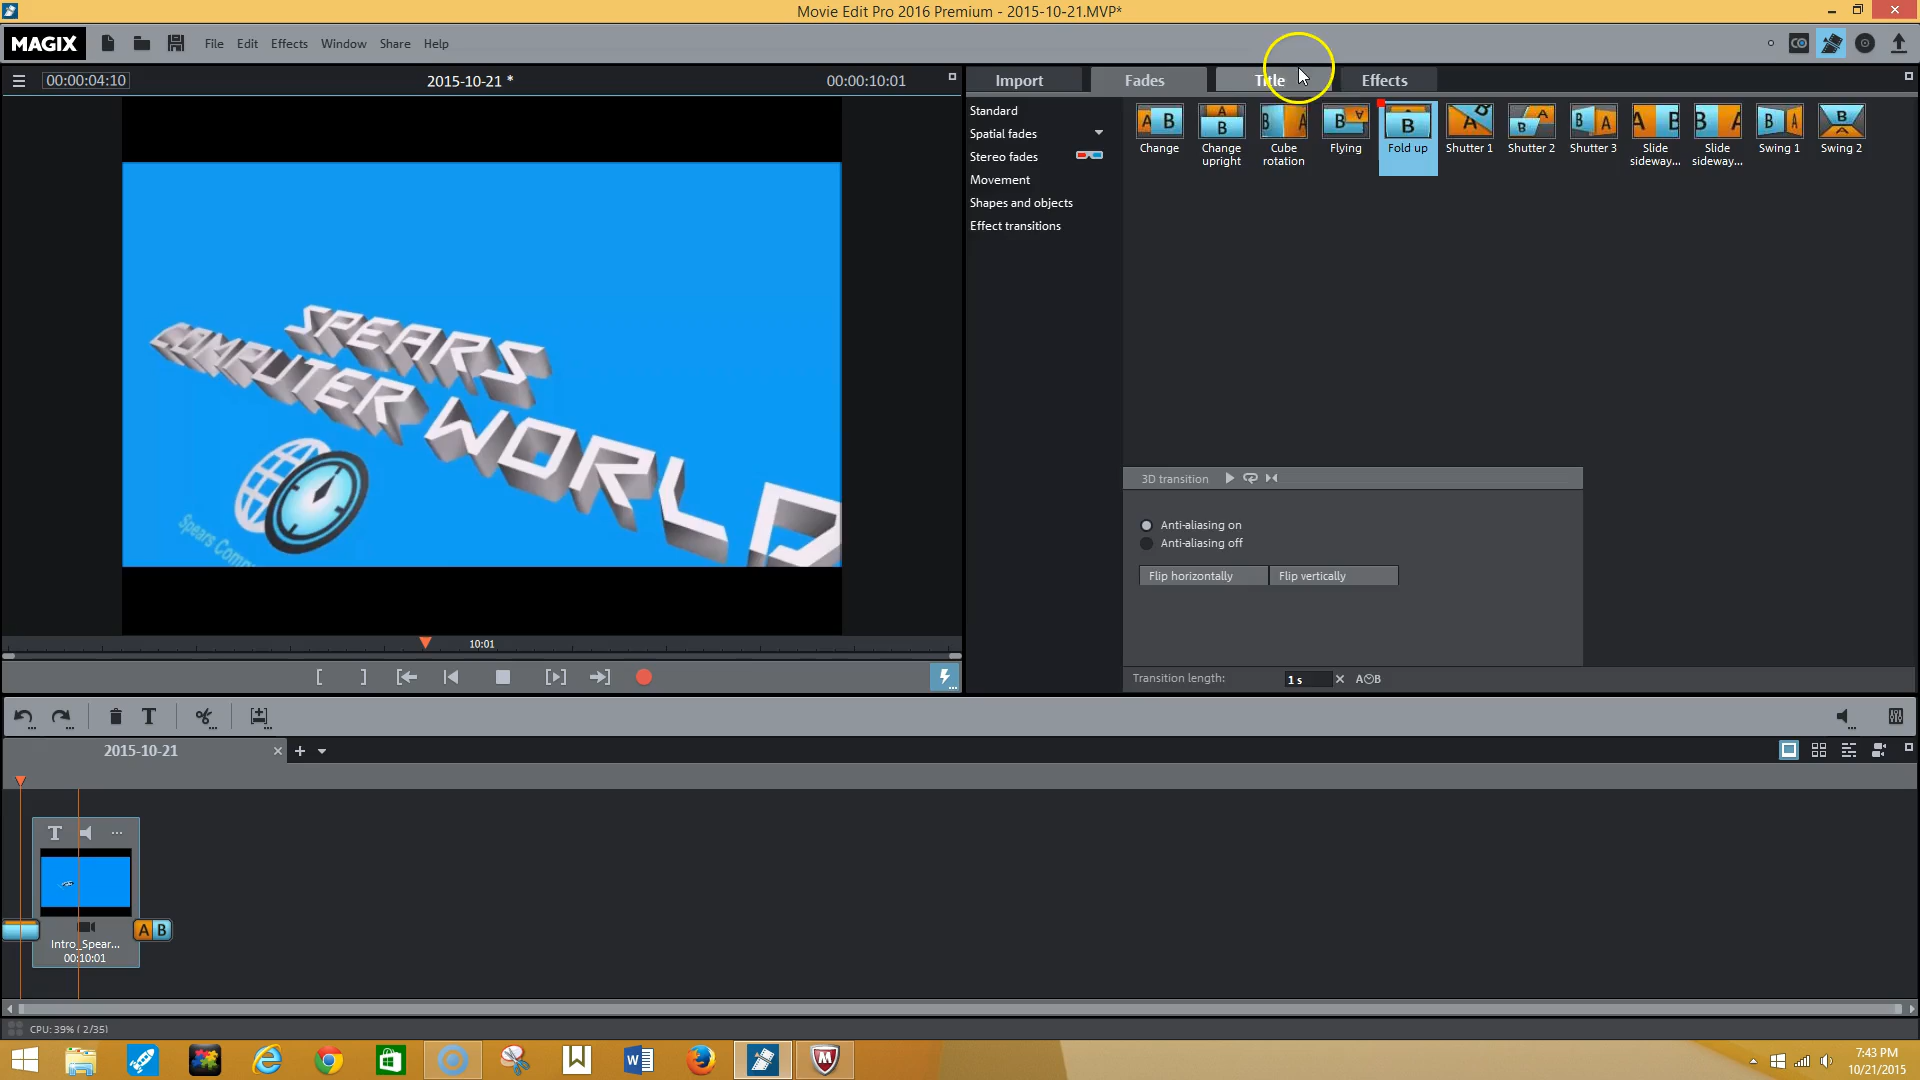 Movie Edit Pro 2016 Premium - 2015-10-21.MVP*
MAGIX
File Edit Effects Window Share Help
00:00:04:10
2015-10-21 *
00:00:10:01
Import Fades Title Effects
Standard
Spatial fades
Stereo fades
Movement
Shapes and objects
Effect transitions
Change
Change upright
Cube rotation
Flying
Fold up
Shutter 1
Shutter 2
Shutter 3
Slide sideway...
Slide sideway...
Swing 1
Swing 2
SPEARS
COMPUTER WORLD
Spears Comp
3D transition
Anti-aliasing on
Anti-aliasing off
Flip horizontally Flip vertically
10:01
Transition length: 1 s
2015-10-21
Intro_Spear...
00:10:01
A B
CPU: 39% ( 2/35)
7:43 PM
10/21/2015